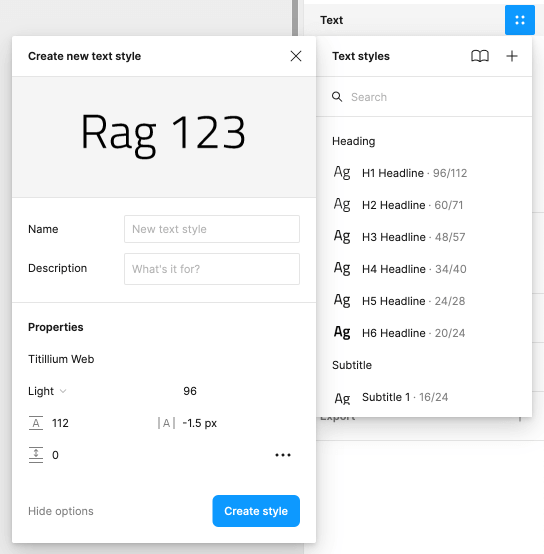 Text
Create new text style
Rag 123
Name
New text style
Description
What's it for?
Properties
Titillium Web
Light
96
112
A
-1.5 px
0
Hide options
Create style
Text styles
Search
Heading
Ag H1 Headline · 96/112
Ag H2 Headline · 60/71
Ag H3 Headline · 48/57
Ag H4 Headline · 34/40
Ag H5 Headline · 24/28
Ag H6 Headline · 20/24
Subtitle
Ag Subtitle 1 · 16/24
Export